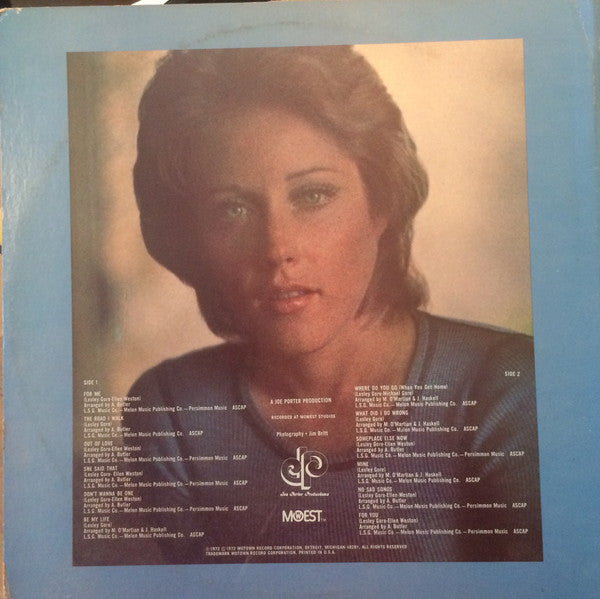 SIDE 1
FOR ME
(Lesley Gore-Ellen Weston)
Arranged by A. Butler
L.S.G. Music Co. — Melon Music Publishing Co. — Persimmon Music ASCAP
THE ROAD I WALK
(Lesley Gore)
Arranged by A. Butler
L.S.G. Music Co. — Melon Music Publishing Co. ASCAP
OUT OF LOVE
(Lesley Gore-Ellen Weston)
Arranged by A. Butler
L.S.G. Music Co. — Melon Music Publishing Co. — Persimmon Music ASCAP
SHE SAID THAT
(Lesley Gore-Ellen Weston)
Arranged by A. Butler
L.S.G. Music Co. — Melon Music Publishing Co. — Persimmon Music ASCAP
DON'T WANNA BE ONE
(Lesley Gore-Ellen Weston)
Arranged by A. Butler
L.S.G. Music Co. — Melon Music Publishing Co. — Persimmon Music ASCAP
BE MY LIFE
(Lesley Gore)
Arranged by M. O'Martian & J. Haskell
L.S.G. Music Co. — Melon Music Publishing Co. ASCAP
A JOE PORTER PRODUCTION
RECORDED AT MOWEST STUDIOS
Photography • Jim Britt
Joe Porter Productions
MOWEST™
SIDE 2
WHERE DO YOU GO (When You Get Home)
(Lesley Gore-Michael Gore)
Arranged by M. O'Martian & J. Haskell
L.S.G. Music Co. — Melon Music Publishing Co. ASCAP
WHAT DID I DO WRONG
(Lesley Gore)
Arranged by M. O'Martian & J. Haskell
L.S.G. Music Co. — Melon Music Publishing Co. ASCAP
SOMEPLACE ELSE NOW
(Lesley Gore-Ellen Weston)
Arranged by A. Butler
L.S.G. Music Co. — Melon Music Publishing Co. — Persimmon Music ASCAP
MINE
(Lesley Gore)
Arranged by M. O'Martian & J. Haskell
L.S.G. Music Co. — Melon Music Publishing Co. ASCAP
NO SAD SONGS
(Lesley Gore-Ellen Weston)
Arranged by A. Butler
L.S.G. Music Co. — Melon Music Publishing Co. — Persimmon Music ASCAP
FOR YOU
(Lesley Gore-Ellen Weston)
Arranged by A. Butler
L.S.G. Music Co. — Melon Music Publishing Co. — Persimmon Music ASCAP
℗ 1972 © 1972 MOTOWN RECORD CORPORATION, DETROIT, MICHIGAN 48201, ALL RIGHTS RESERVED
TRADEMARK MOTOWN RECORD CORPORATION. PRINTED IN U.S.A.